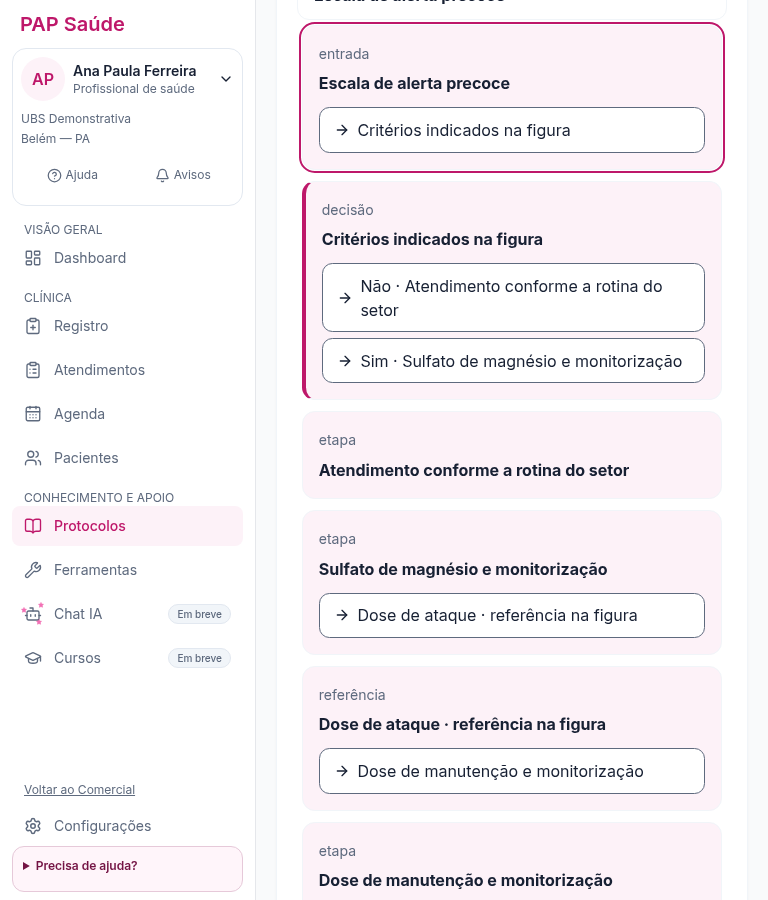 PAP Saúde
AP
Ana Paula Ferreira
Profissional de saúde
UBS Demonstrativa
Belém — PA
Ajuda
Avisos
VISÃO GERAL
Dashboard
CLÍNICA
Registro
Atendimentos
Agenda
Pacientes
CONHECIMENTO E APOIO
Protocolos
Ferramentas
Chat IA
Em breve
Cursos
Em breve
Voltar ao Comercial
Configurações
Precisa de ajuda?
Escala de alerta precoce
entrada
Escala de alerta precoce
→ Critérios indicados na figura
decisão
Critérios indicados na figura
→ Não · Atendimento conforme a rotina do
setor
→ Sim · Sulfato de magnésio e monitorização
etapa
Atendimento conforme a rotina do setor
etapa
Sulfato de magnésio e monitorização
→ Dose de ataque · referência na figura
referência
Dose de ataque · referência na figura
→ Dose de manutenção e monitorização
etapa
Dose de manutenção e monitorização